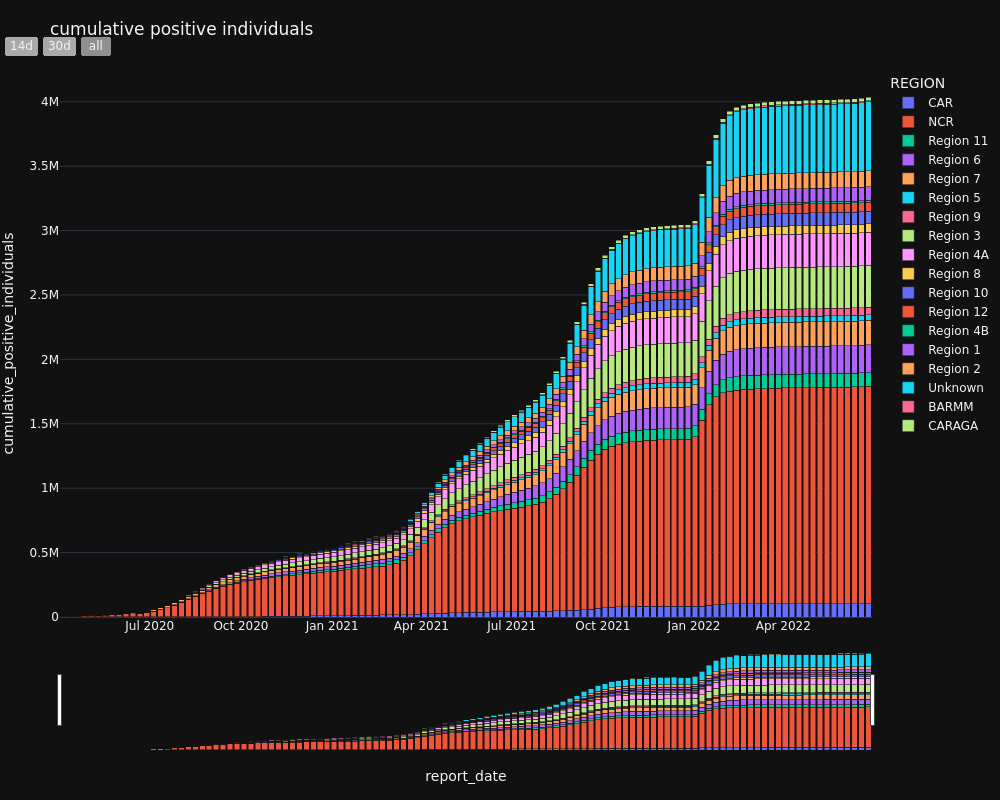 cumulative positive individuals
14d 30d all
REGION
CAR
NCR
Region 11
Region 6
Region 7
Region 5
Region 9
Region 3
Region 4A
Region 8
Region 10
Region 12
Region 4B
Region 1
Region 2
Unknown
BARMM
CARAGA
cumulative_positive_individuals
4M
3.5M
3M
2.5M
2M
1.5M
1M
0.5M
0
Jul 2020 Oct 2020 Jan 2021 Apr 2021 Jul 2021 Oct 2021 Jan 2022 Apr 2022
report_date